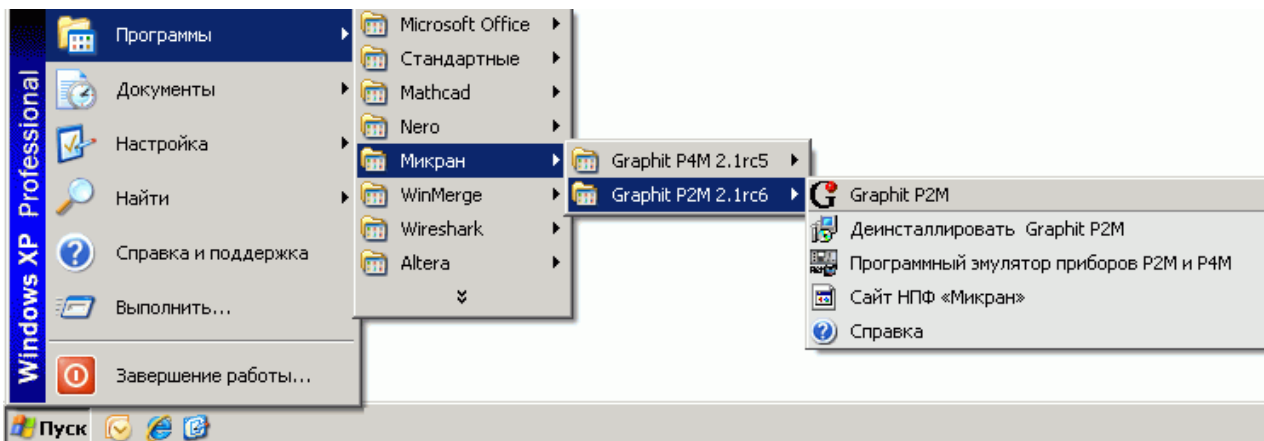 Windows XP Professional
Программы
Документы
Настройка
Найти
Справка и поддержка
Выполнить...
Завершение работы...
Microsoft Office
Стандартные
Mathcad
Nero
Микран
WinMerge
Wireshark
Altera
Graphit P4M 2.1rc5
Graphit P2M 2.1rc6
Graphit P2M
Деинсталлировать Graphit P2M
Программный эмулятор приборов P2M и P4M
Сайт НПФ «Микран»
Справка
Пуск